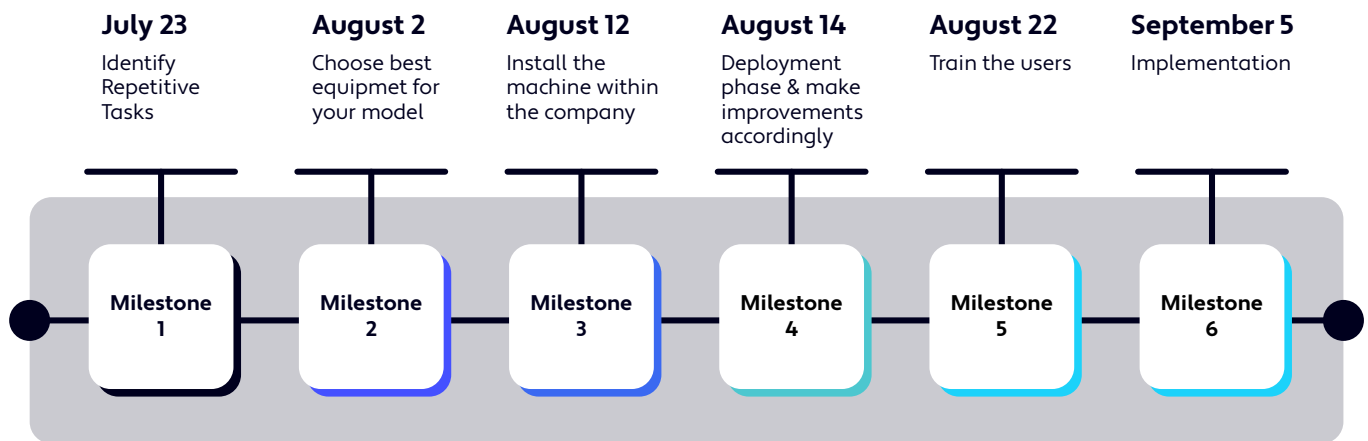 July 23
Identify
Repetitive
Tasks
August 2
Choose best
equipmet for
your model
August 12
Install the
machine within
the company
August 14
Deployment
phase & make
improvements
accordingly
August 22
Train the users
September 5
Implementation
Milestone
1
Milestone
2
Milestone
3
Milestone
4
Milestone
5
Milestone
6